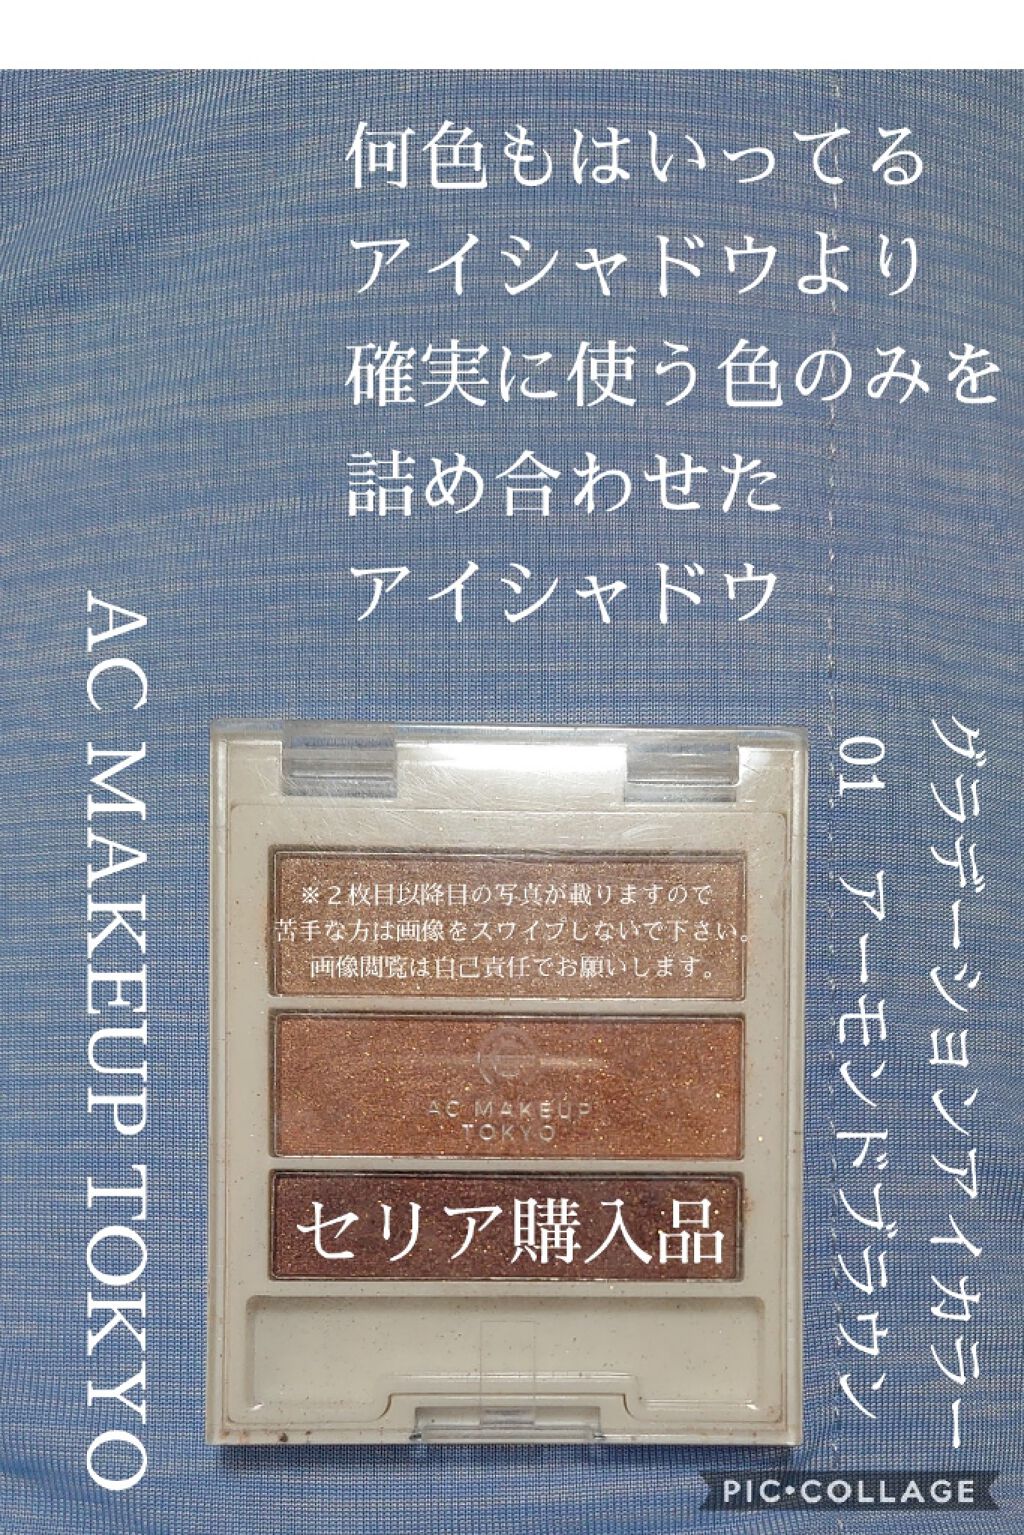 何色もはいってる
アイシャドウより
確実に使う色のみを
詰め合わせた
アイシャドウ
グラデーションアイカラー
01 アーモンドブラウン
AC MAKEUP TOKYO
※２枚目以降目の写真が載りますので
苦手な方は画像をスワイプしないで下さい。
画像閲覧は自己責任でお願いします。
AC MAKEUP
TOKYO
セリア購入品
PIC•COLLAGE